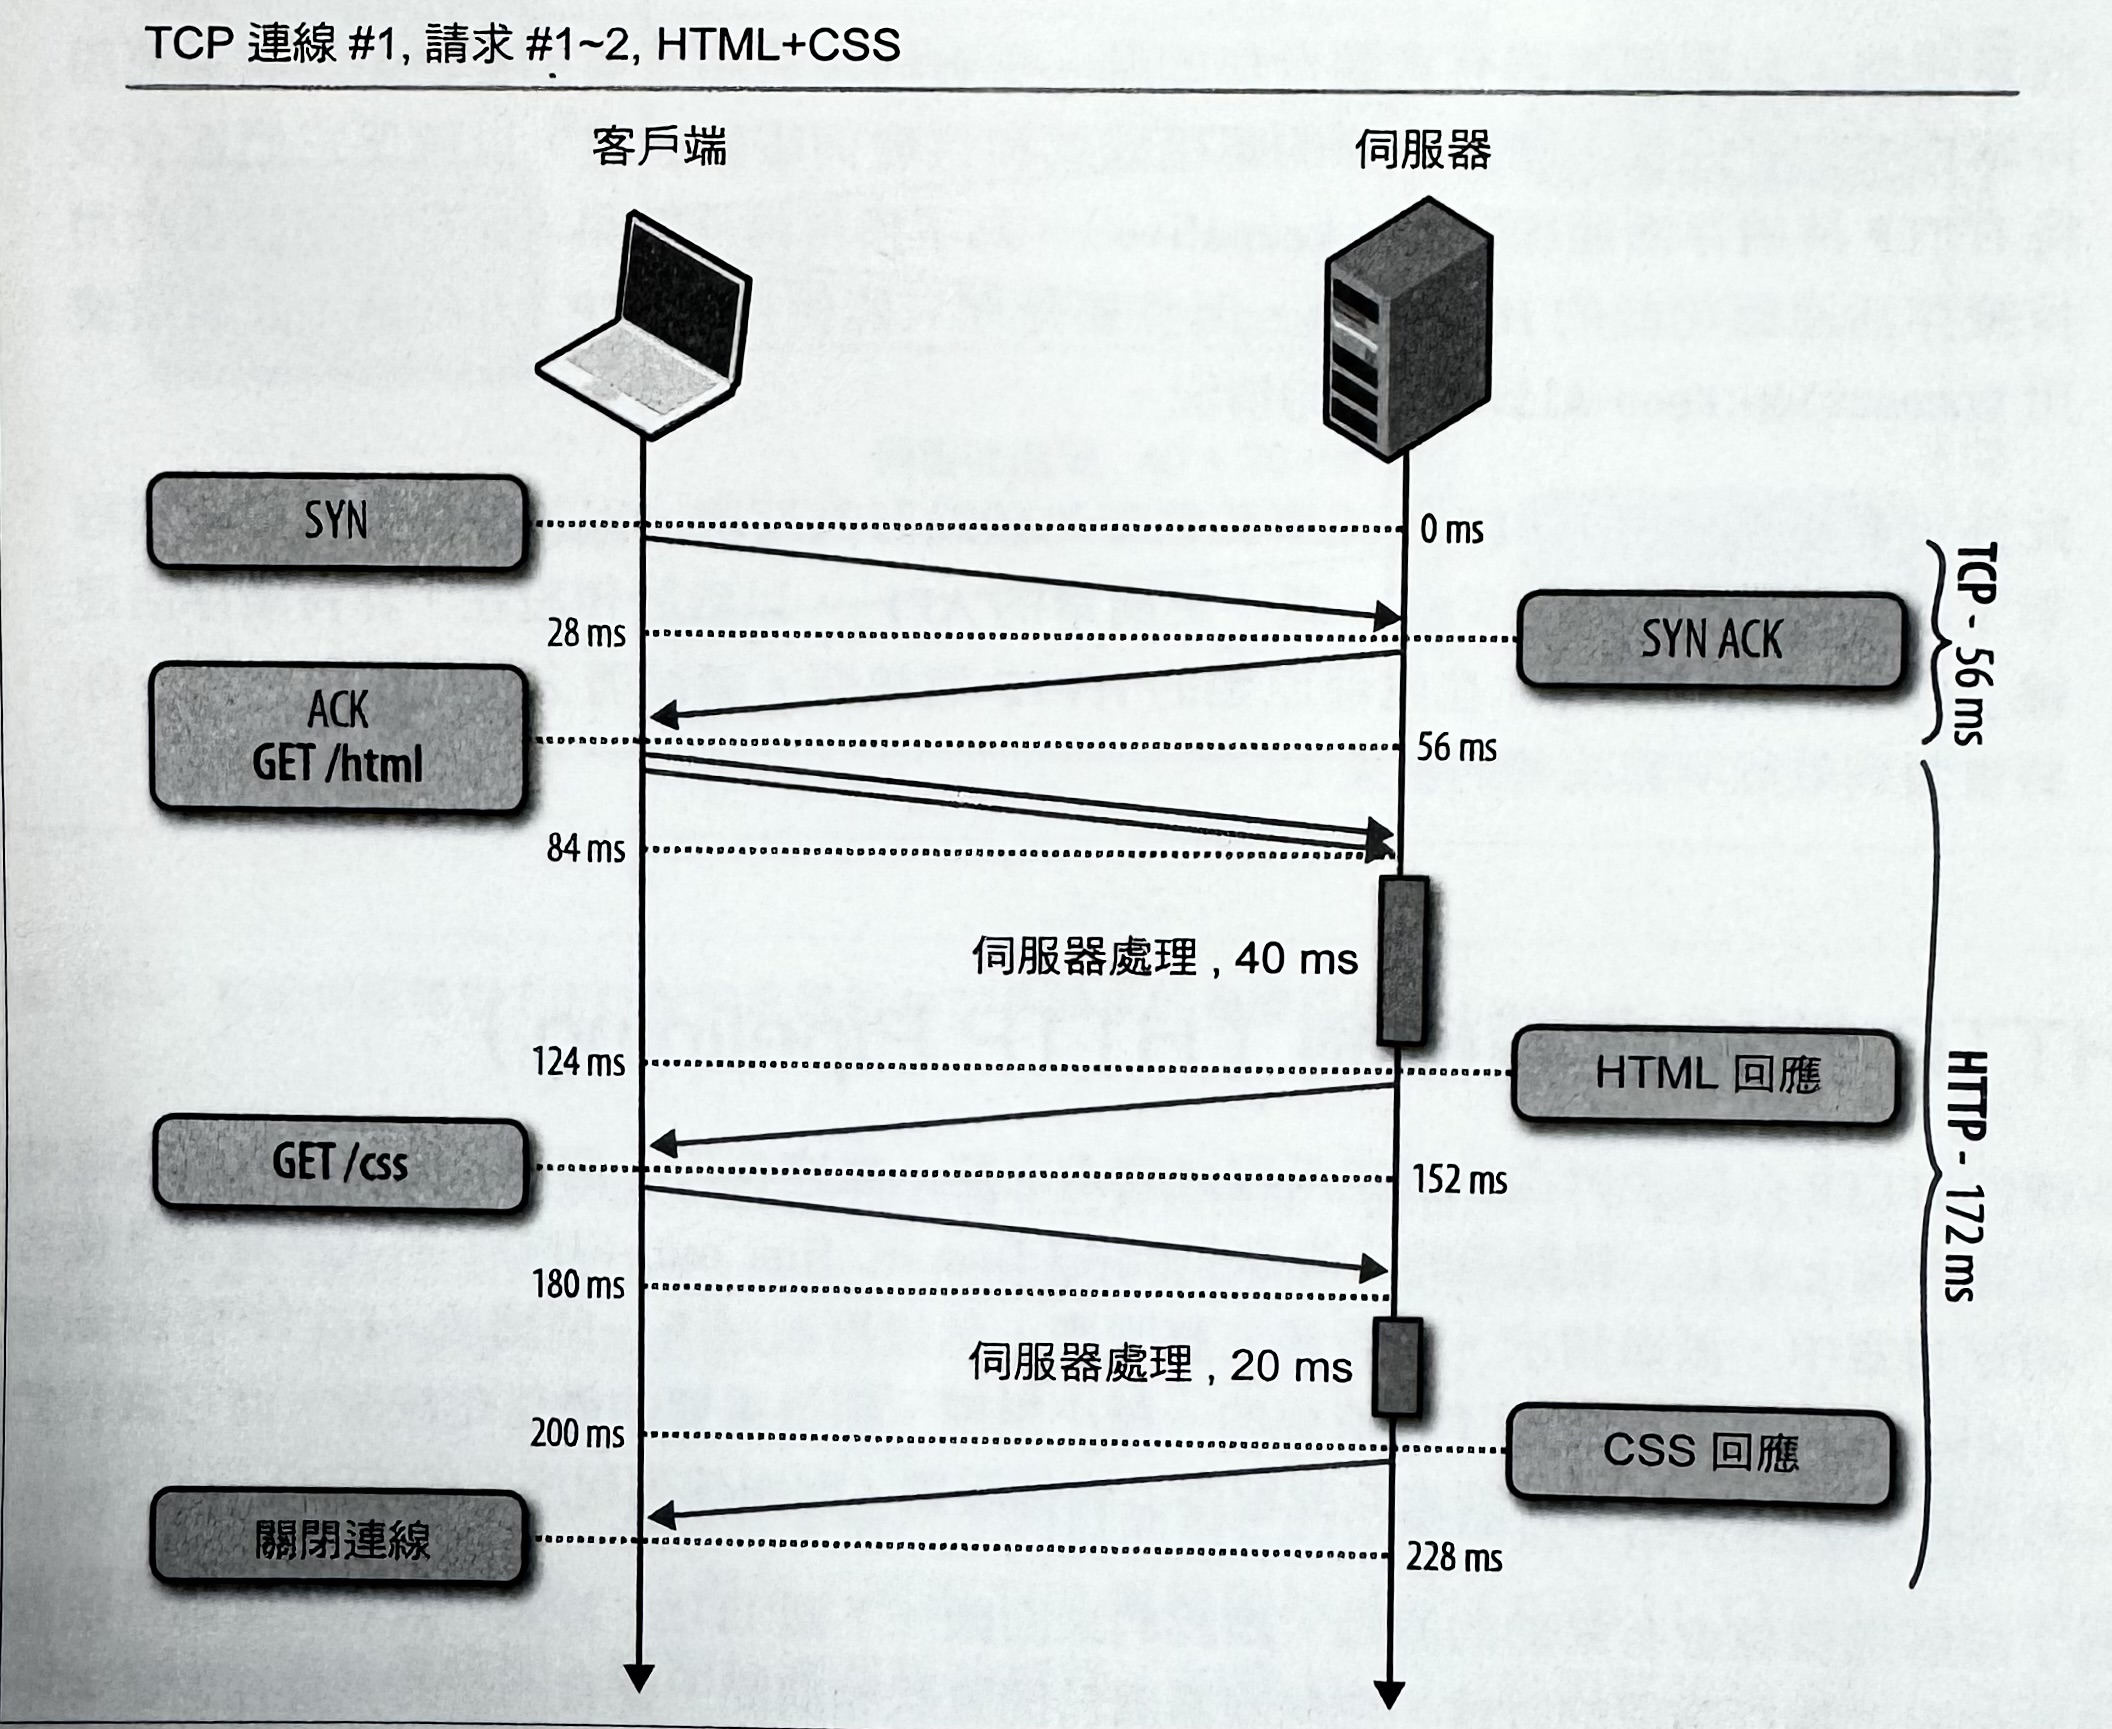 TCP 連線 #1, 請求 #1~2, HTML+CSS
客戶端
伺服器
SYN
0 ms
28 ms
SYN ACK
TCP - 56 ms
ACK
GET /html
56 ms
84 ms
伺服器處理 , 40 ms
124 ms
HTML 回應
HTTP - 172 ms
GET /css
152 ms
180 ms
伺服器處理 , 20 ms
200 ms
CSS 回應
關閉連線
228 ms